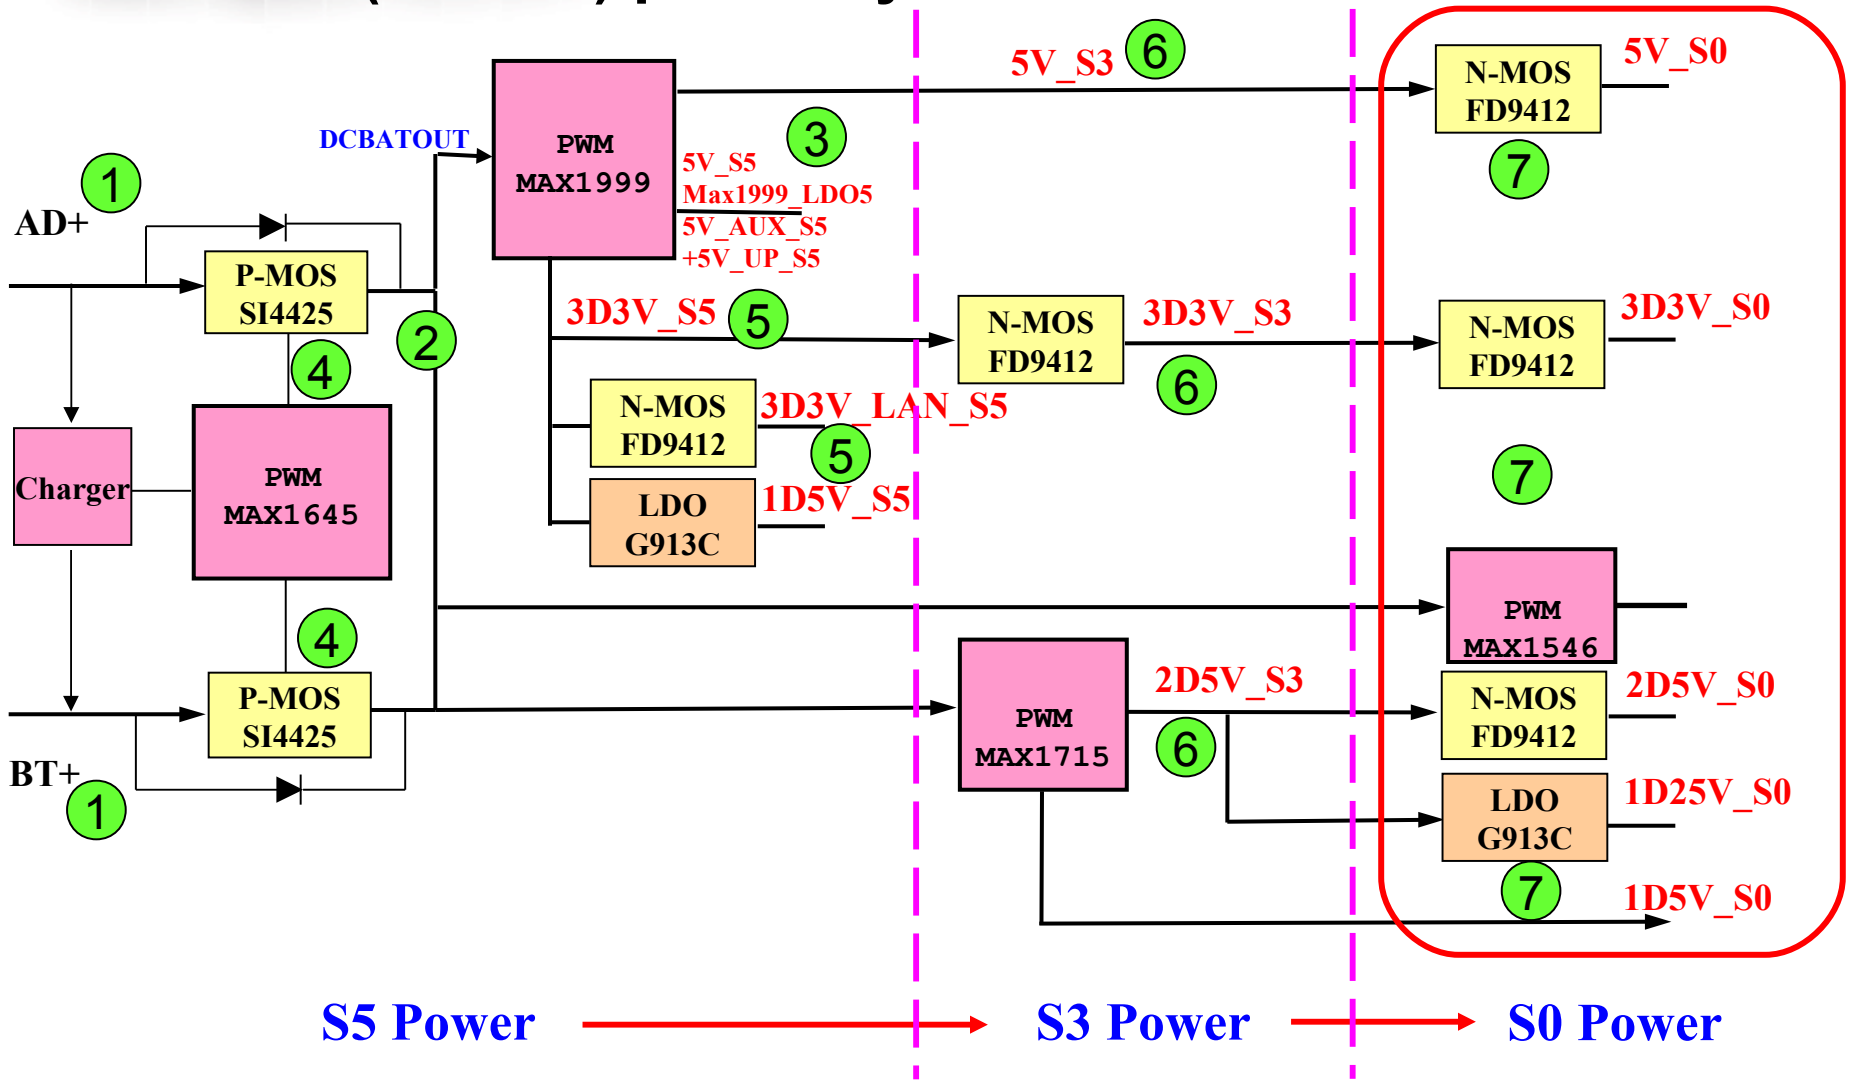 5V_S3
6
5V_S0
N-MOS
FD9412
7
PWM
MAX1999
DCBATOUT
3
5V_S5
Max1999_LDO5
5V_AUX_S5
+5V_UP_S5
1
AD+
P-MOS
SI4425
2
4
3D3V_S5
5
N-MOS
FD9412
3D3V_S3
6
N-MOS
FD9412
3D3V_S0
N-MOS
FD9412
3D3V_LAN_S5
5
LDO
G913C
1D5V_S5
Charger
PWM
MAX1645
7
PWM
MAX1546
4
P-MOS
SI4425
BT+
1
PWM
MAX1715
2D5V_S3
6
N-MOS
FD9412
2D5V_S0
LDO
G913C
1D25V_S0
7
1D5V_S0
S5 Power
S3 Power
S0 Power